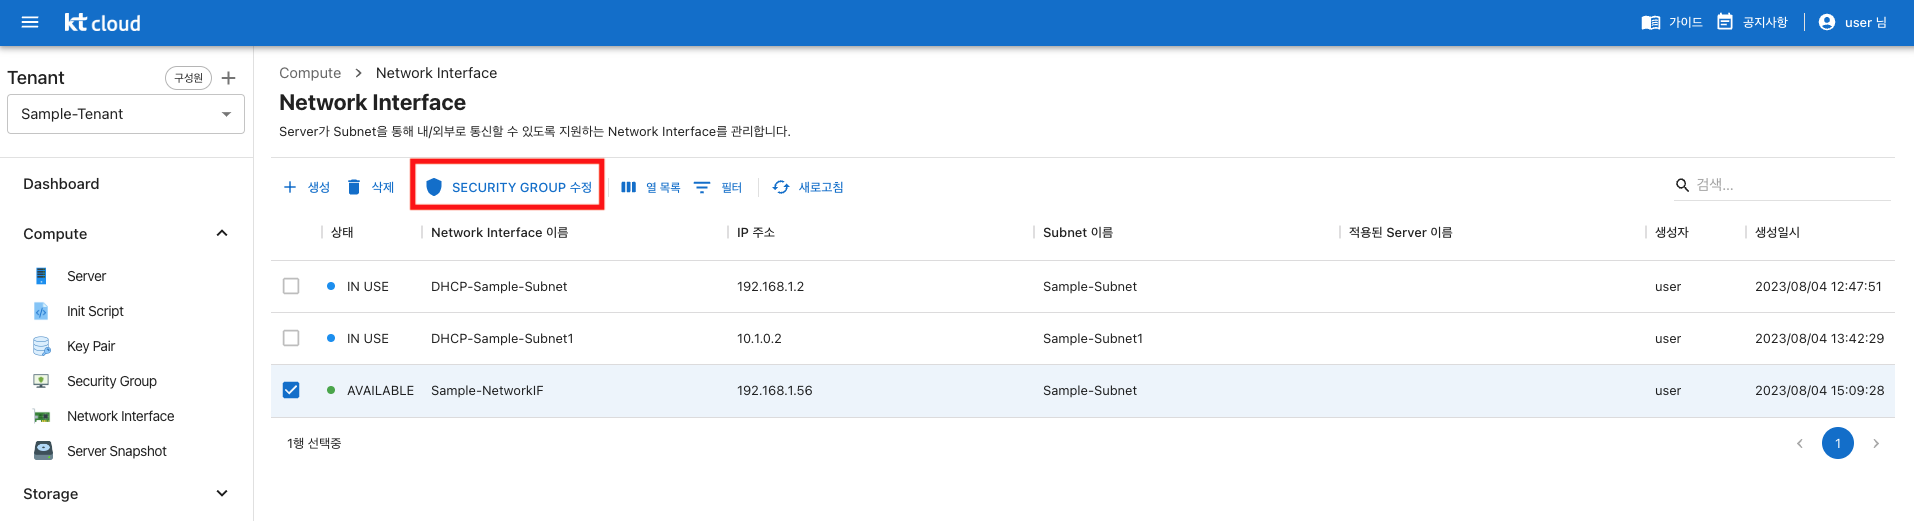 kt cloud 가이드 공지사항 user 님
Tenant 구성원
Sample-Tenant
Dashboard
Compute
Server
Init Script
Key Pair
Security Group
Network Interface
Server Snapshot
Storage
Compute > Network Interface
Network Interface
Server가 Subnet을 통해 내/외부로 통신할 수 있도록 지원하는 Network Interface를 관리합니다.
생성 삭제 SECURITY GROUP 수정 열 목록 필터 새로고침 검색...
상태 Network Interface 이름 IP 주소 Subnet 이름 적용된 Server 이름 생성자 생성일시
IN USE DHCP-Sample-Subnet 192.168.1.2 Sample-Subnet user 2023/08/04 12:47:51
IN USE DHCP-Sample-Subnet1 10.1.0.2 Sample-Subnet1 user 2023/08/04 13:42:29
AVAILABLE Sample-NetworkIF 192.168.1.56 Sample-Subnet user 2023/08/04 15:09:28
1행 선택중 1